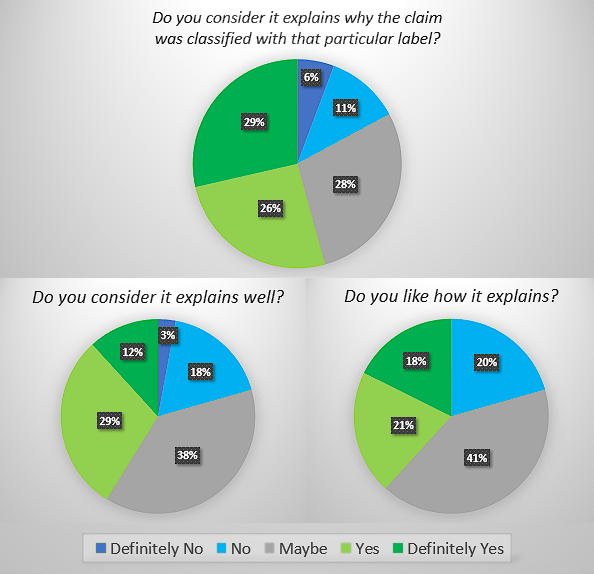 Do you consider it explains why the claim
was classified with that particular label?
6%
11%
29%
28%
26%
Do you consider it explains well?
3%
12%
18%
29%
38%
Do you like how it explains?
18%
20%
21%
41%
Definitely No No Maybe Yes Definitely Yes